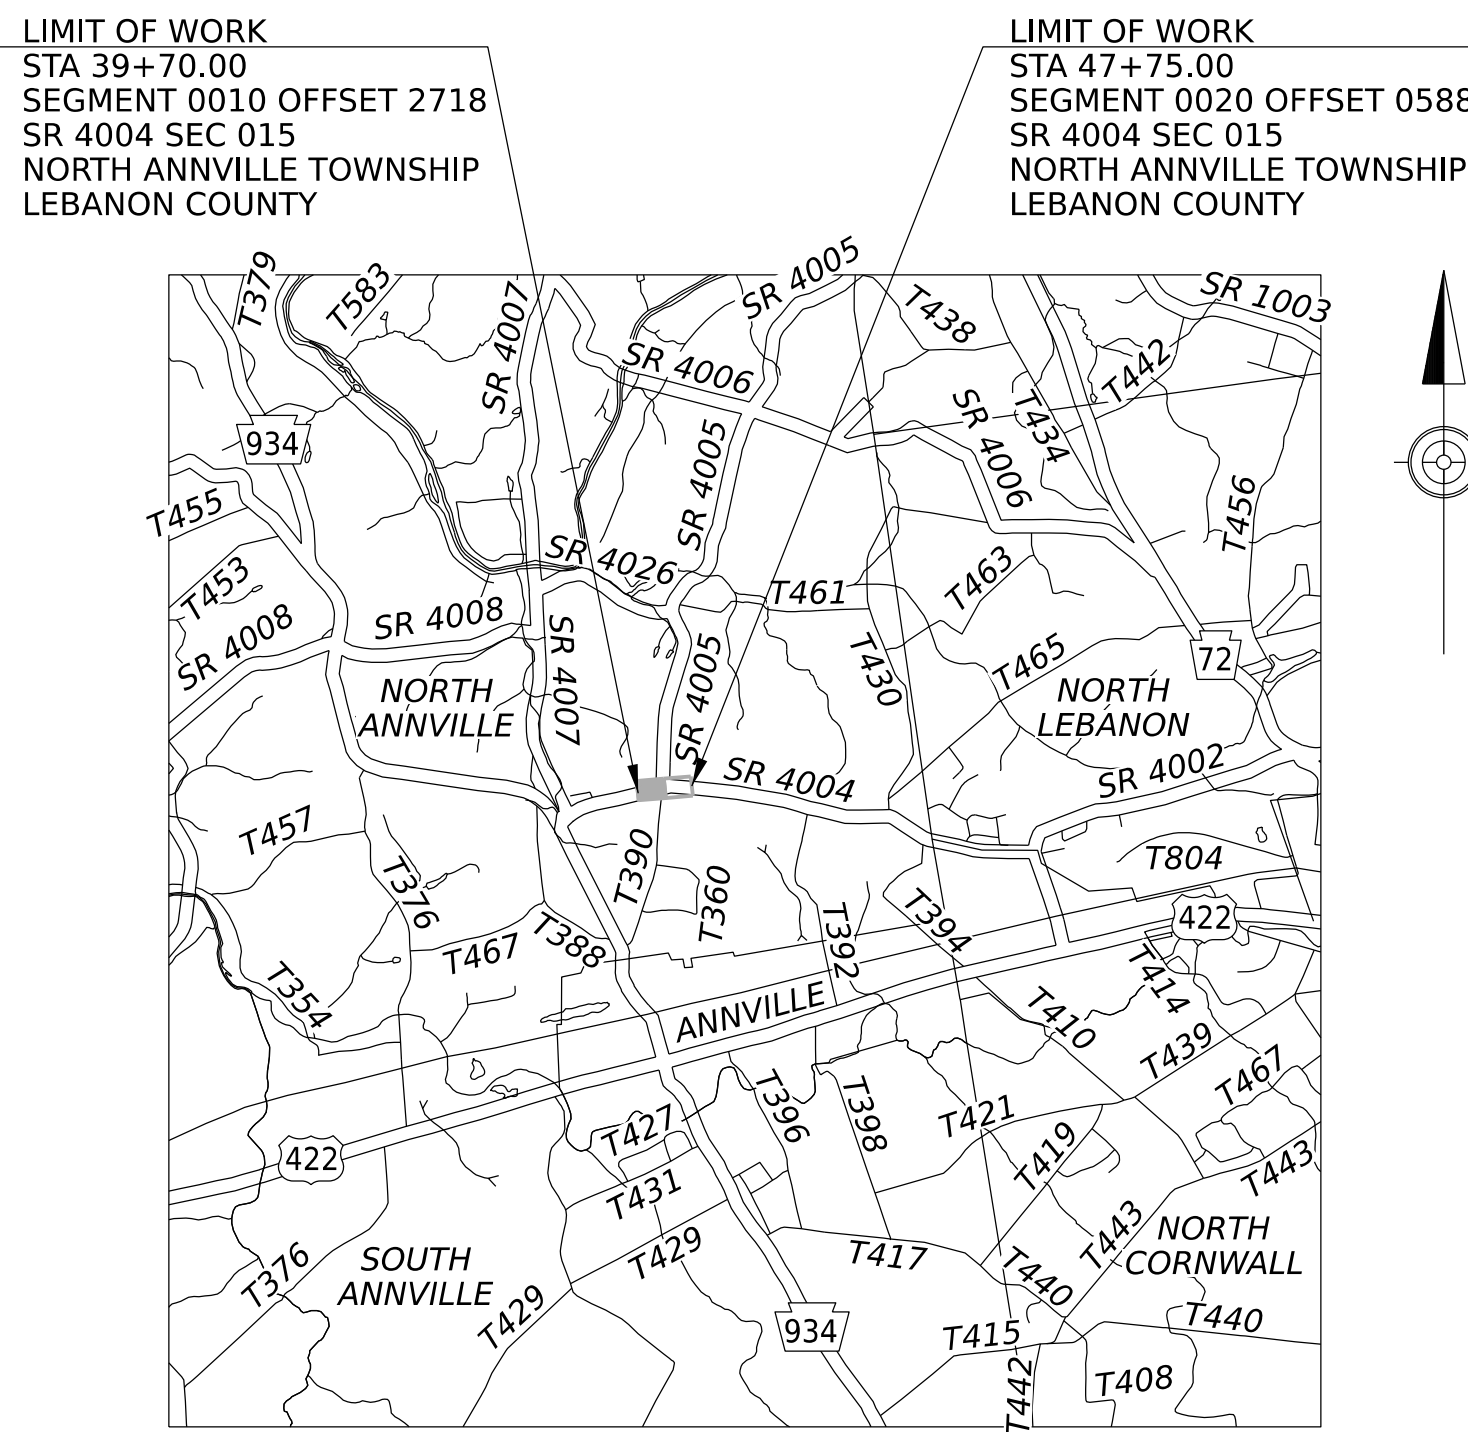 LIMIT OF WORK
STA 39+70.00
SEGMENT 0010 OFFSET 2718
SR 4004 SEC 015
NORTH ANNVILLE TOWNSHIP
LEBANON COUNTY
LIMIT OF WORK
STA 47+75.00
SEGMENT 0020 OFFSET 0588
SR 4004 SEC 015
NORTH ANNVILLE TOWNSHIP
LEBANON COUNTY
T379
T583
SR 4007
SR 4005
T438
SR 1003
SR 4006
T442
934
SR 4005
SR 4006
T434
T455
T456
SR 4026
T453
T461
T463
SR 4008
SR 4008
SR 4007
SR 4005
T430
T465
72
NORTH
ANNVILLE
NORTH
LEBANON
SR 4004
SR 4002
T457
T390
T804
T376
T360
T467
T388
T392
T394
422
T354
ANNVILLE
T414
T410
T439
T467
T396
T398
T421
T427
T419
422
T443
T431
T443
T429
T417
NORTH
CORNWALL
SOUTH
ANNVILLE
T376
T440
T429
934
T415
T440
T442
T408